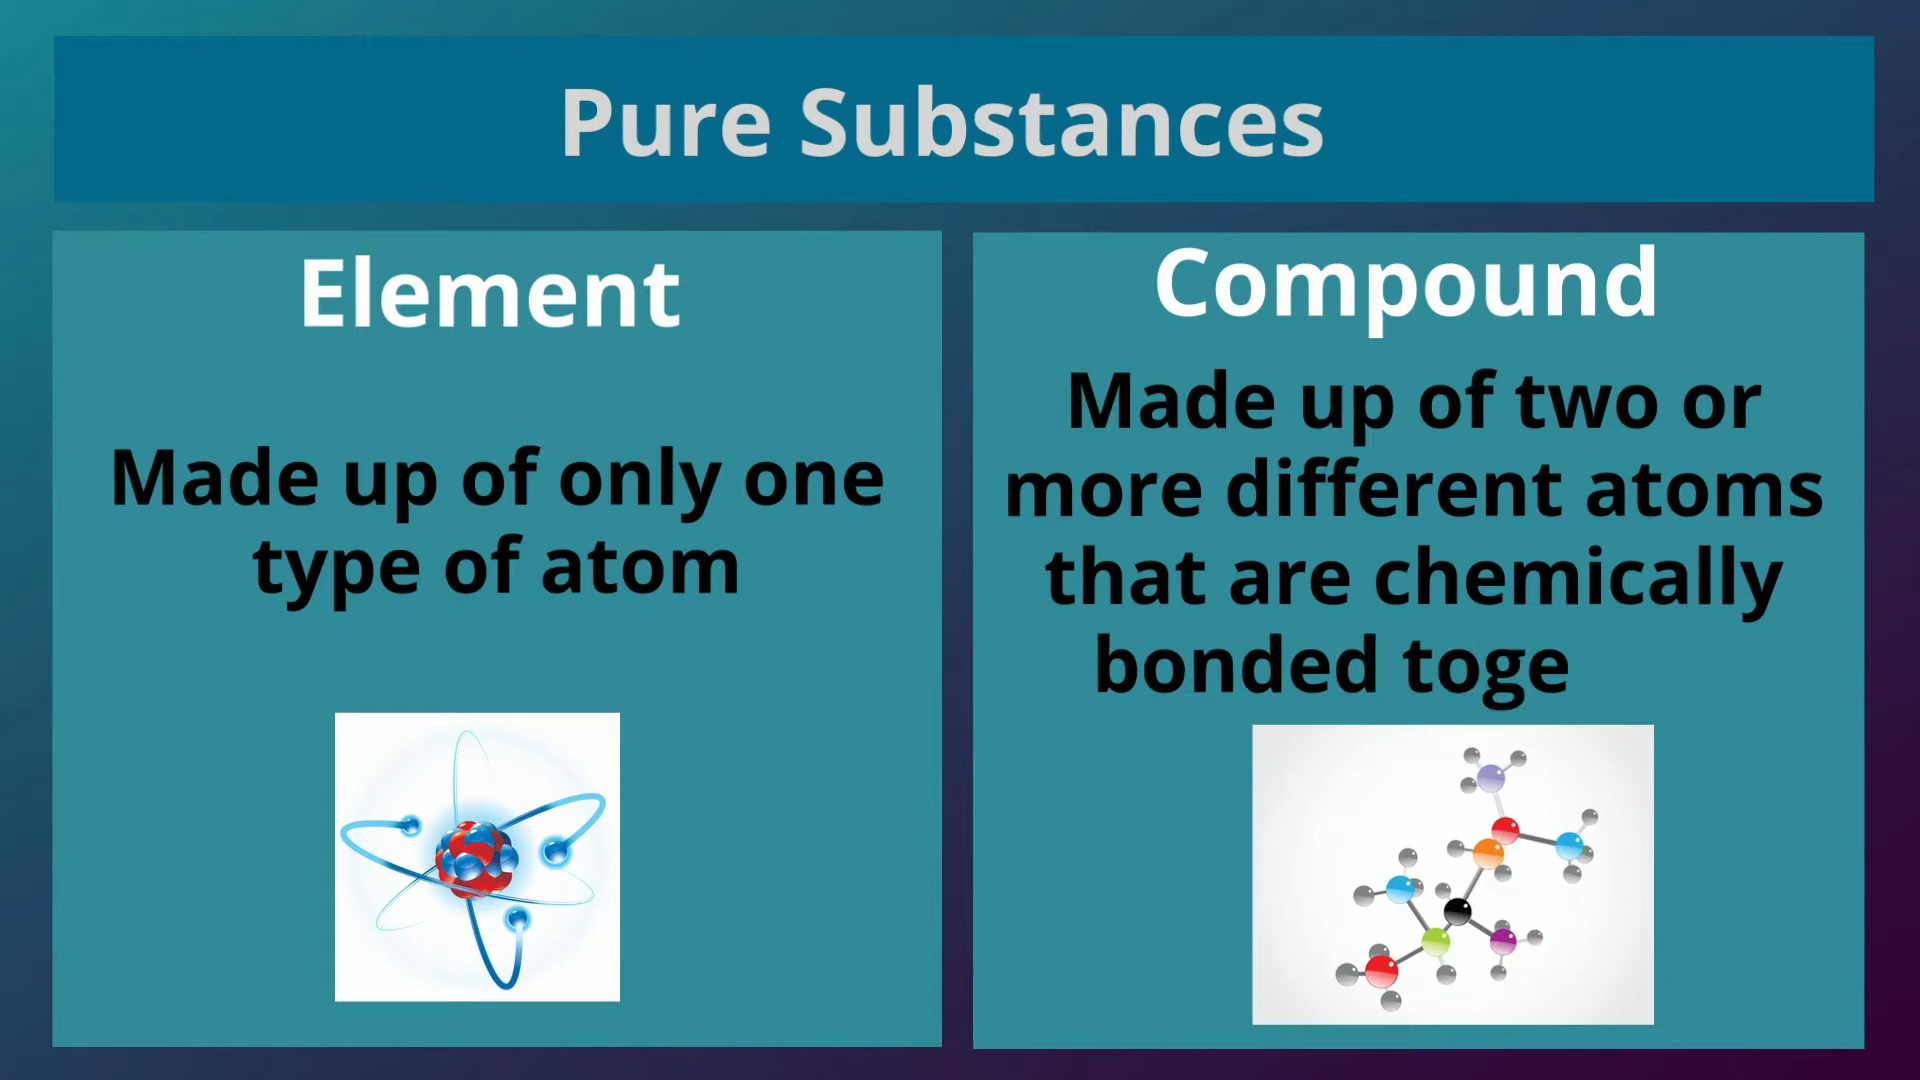 Pure Substances
Element
Made up of only one
type of atom
Compound
Made up of two or
more different atoms
that are chemically
bonded toge